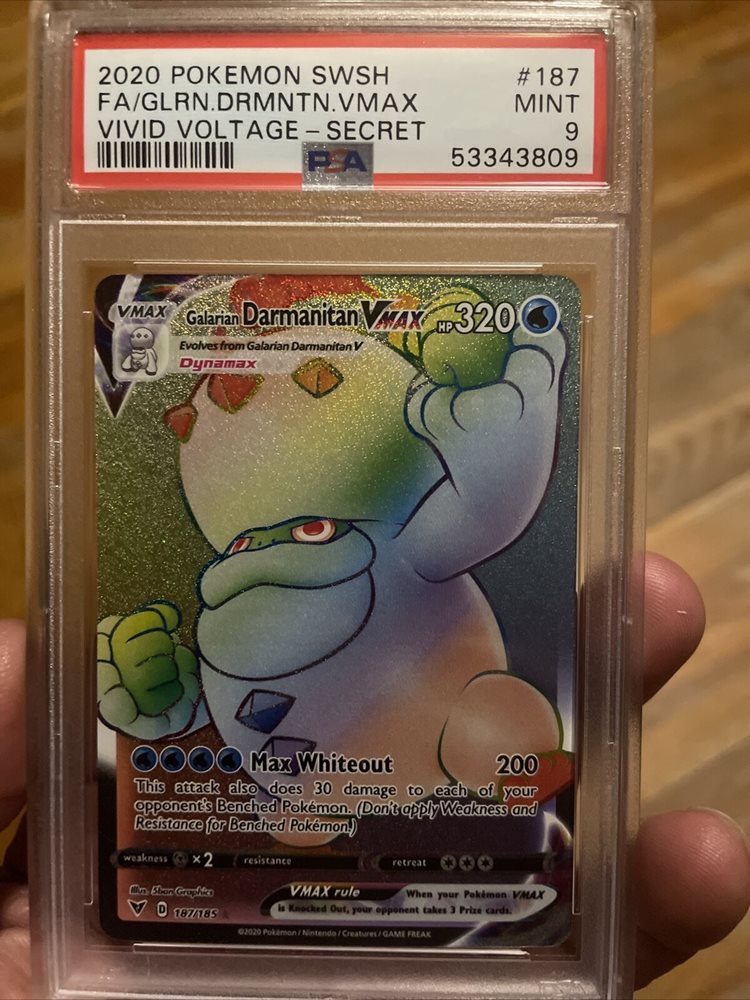 2020 POKEMON SWSH #187
FA/GLRN.DRMNTN.VMAX MINT
VIVID VOLTAGE – SECRET 9
PSA 53343809
VMAX Galarian Darmanitan VMAX HP 320
Evolves from Galarian Darmanitan V
Dynamax
Max Whiteout 200
This attack also does 30 damage to each of your
opponent's Benched Pokémon. (Don't apply Weakness and
Resistance for Benched Pokémon.)
weakness ×2 resistance retreat
Illus. 5ban Graphics
VMAX rule When your Pokémon VMAX
is Knocked Out, your opponent takes 3 Prize cards.
D 187/185
©2020 Pokémon / Nintendo / Creatures / GAME FREAK